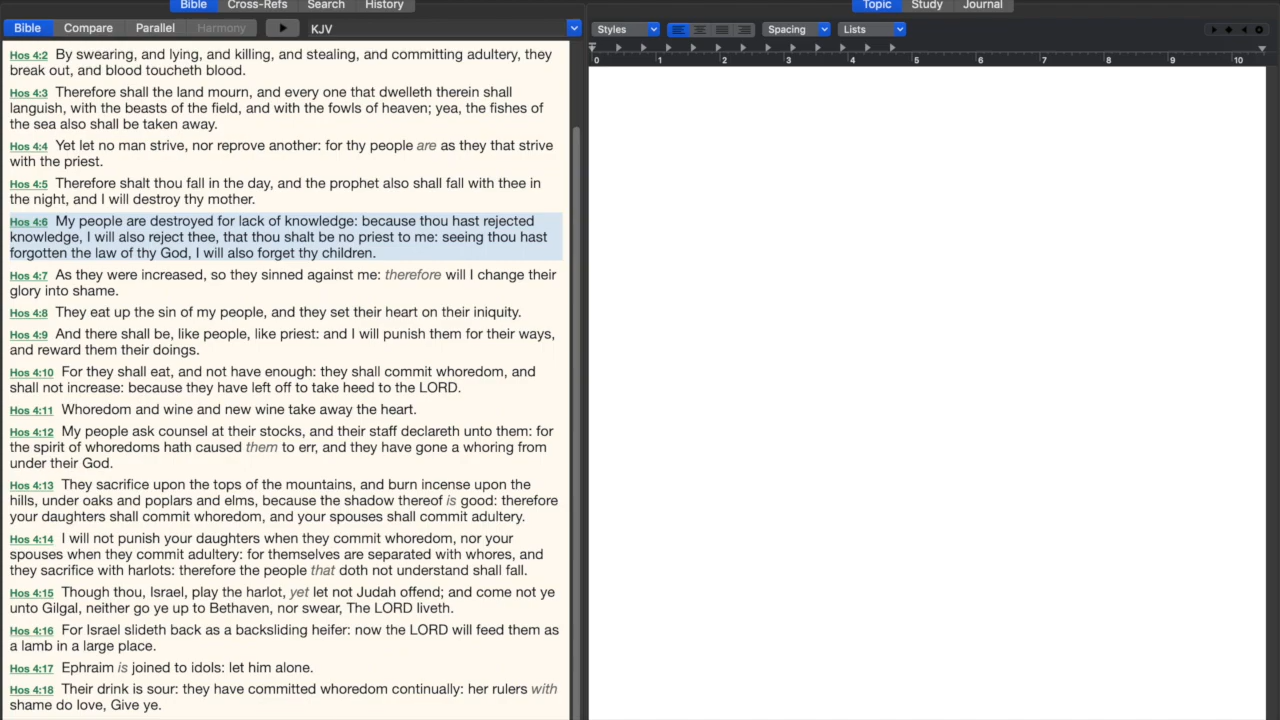 Bible Cross-Refs Search History
Topic Study Journal
Bible Compare Parallel Harmony KJV
Styles Spacing Lists
0 1 2 3 4 5 6 7 8 9 10
Hos 4:2 By swearing, and lying, and killing, and stealing, and committing adultery, they
break out, and blood toucheth blood.
Hos 4:3 Therefore shall the land mourn, and every one that dwelleth therein shall
languish, with the beasts of the field, and with the fowls of heaven; yea, the fishes of
the sea also shall be taken away.
Hos 4:4 Yet let no man strive, nor reprove another: for thy people are as they that strive
with the priest.
Hos 4:5 Therefore shalt thou fall in the day, and the prophet also shall fall with thee in
the night, and I will destroy thy mother.
Hos 4:6 My people are destroyed for lack of knowledge: because thou hast rejected
knowledge, I will also reject thee, that thou shalt be no priest to me: seeing thou hast
forgotten the law of thy God, I will also forget thy children.
Hos 4:7 As they were increased, so they sinned against me: therefore will I change their
glory into shame.
Hos 4:8 They eat up the sin of my people, and they set their heart on their iniquity.
Hos 4:9 And there shall be, like people, like priest: and I will punish them for their ways,
and reward them their doings.
Hos 4:10 For they shall eat, and not have enough: they shall commit whoredom, and
shall not increase: because they have left off to take heed to the LORD.
Hos 4:11 Whoredom and wine and new wine take away the heart.
Hos 4:12 My people ask counsel at their stocks, and their staff declareth unto them: for
the spirit of whoredoms hath caused them to err, and they have gone a whoring from
under their God.
Hos 4:13 They sacrifice upon the tops of the mountains, and burn incense upon the
hills, under oaks and poplars and elms, because the shadow thereof is good: therefore
your daughters shall commit whoredom, and your spouses shall commit adultery.
Hos 4:14 I will not punish your daughters when they commit whoredom, nor your
spouses when they commit adultery: for themselves are separated with whores, and
they sacrifice with harlots: therefore the people that doth not understand shall fall.
Hos 4:15 Though thou, Israel, play the harlot, yet let not Judah offend; and come not ye
unto Gilgal, neither go ye up to Bethaven, nor swear, The LORD liveth.
Hos 4:16 For Israel slideth back as a backsliding heifer: now the LORD will feed them as
a lamb in a large place.
Hos 4:17 Ephraim is joined to idols: let him alone.
Hos 4:18 Their drink is sour: they have committed whoredom continually: her rulers with
shame do love, Give ye.